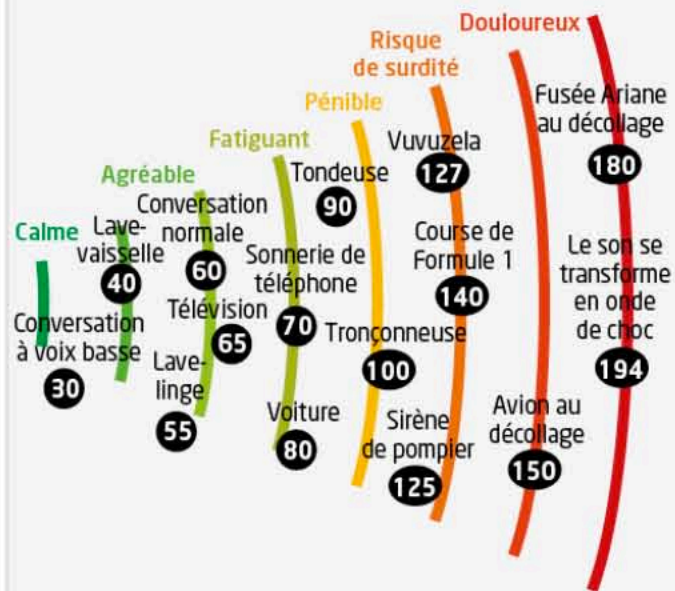 Calme
Conversation
à voix basse
30
Agréable
Lave-
vaisselle
40
Conversation
normale
60
Télévision
65
Lave-
linge
55
Fatiguant
Sonnerie de
téléphone
70
Voiture
80
Pénible
Tondeuse
90
Tronçonneuse
100
Risque
de surdité
Vuvuzela
127
Course de
Formule 1
140
Sirène
de pompier
125
Douloureux
Avion au
décollage
150
Fusée Ariane
au décollage
180
Le son se
transforme
en onde
de choc
194